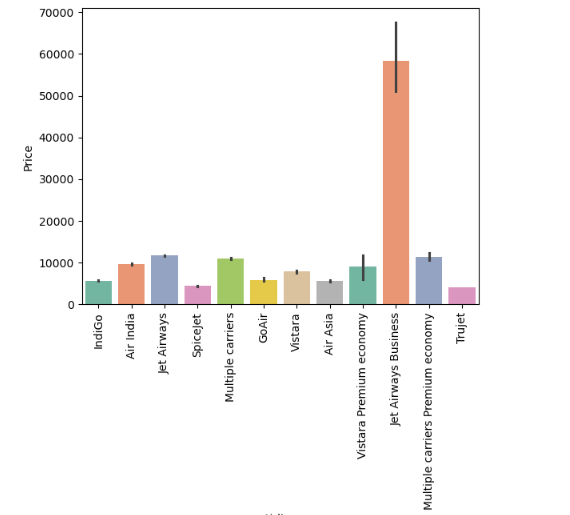 70000
60000
50000
40000
30000
20000
10000
0
Price
IndiGo
Air India
Jet Airways
SpiceJet
Multiple carriers
GoAir
Vistara
Air Asia
Vistara Premium economy
Jet Airways Business
Multiple carriers Premium economy
Trujet